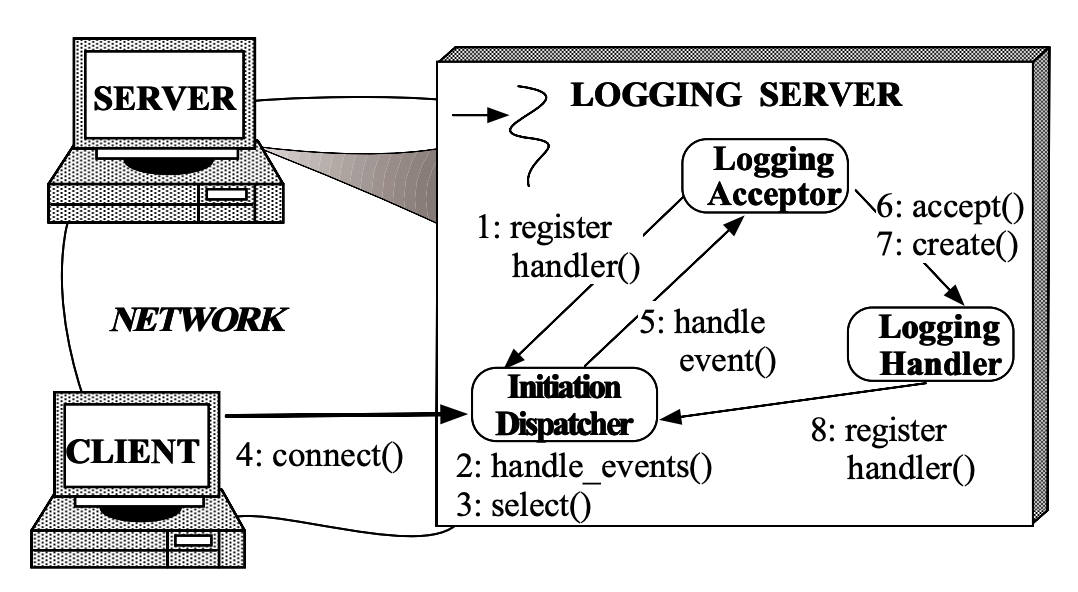 SERVER
LOGGING SERVER
Logging
Acceptor
1: register
handler()
6: accept()
7: create()
NETWORK
5: handle
event()
Logging
Handler
Initiation
Dispatcher
CLIENT
4: connect()
2: handle_events()
3: select()
8: register
handler()